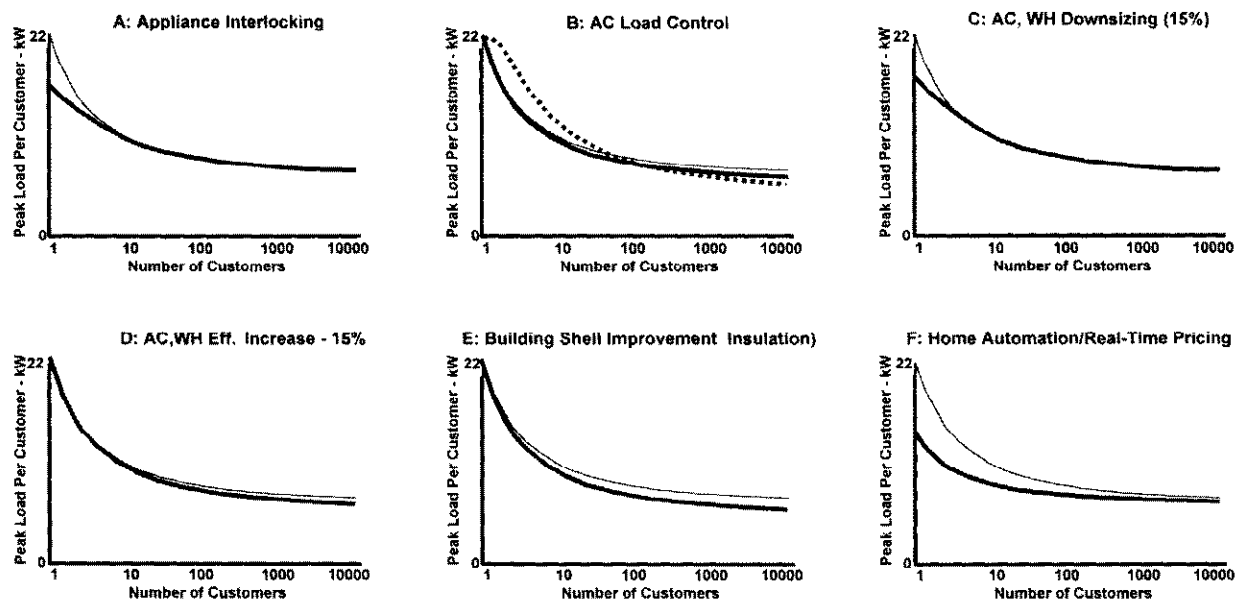 A: Appliance Interlocking
Peak Load Per Customer - kW
22
0
1 10 100 1000 10000
Number of Customers
B: AC Load Control
Peak Load Per Customer - kW
22
0
1 10 100 1000 10000
Number of Customers
C: AC, WH Downsizing (15%)
Peak Load Per Customer - kW
22
0
1 10 100 1000 10000
Number of Customers
D: AC,WH Eff. Increase - 15%
Peak Load Per Customer - kW
22
0
1 10 100 1000 10000
Number of Customers
E: Building Shell Improvement Insulation)
Peak Load Per Customer - kW
22
0
1 10 100 1000 10000
Number of Customers
F: Home Automation/Real-Time Pricing
Peak Load Per Customer - kW
22
0
1 10 100 1000 10000
Number of Customers